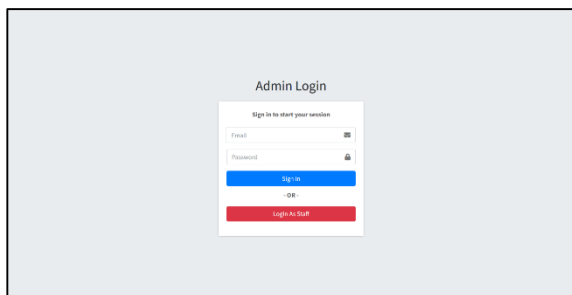 Admin Login
Sign in to start your session
Email
Password
Sign In
- OR -
Login As Staff